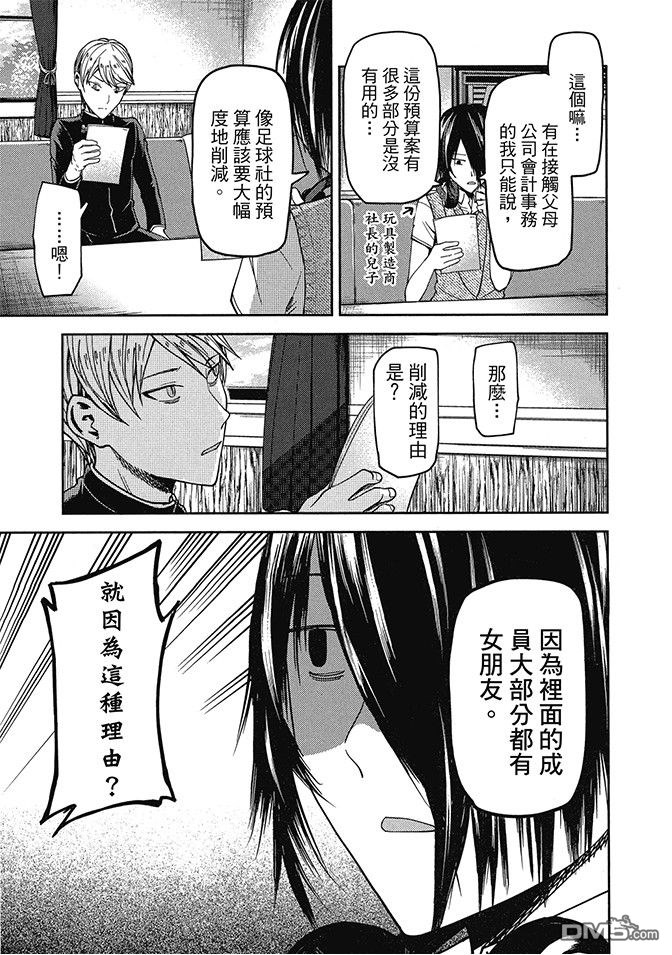 這個嘛…
有在接觸父母
公司會計事務
的我只能說，
這份預算案有
很多部分是沒
有用的…
玩具製造商
社長的兒子
像足球社的預
算應該要大幅
度地削減。
……嗯！
那麼…
削減的理由
是？
因為裡面的成
員大部分都有
女朋友。
就因為這種理由？
DM5.com